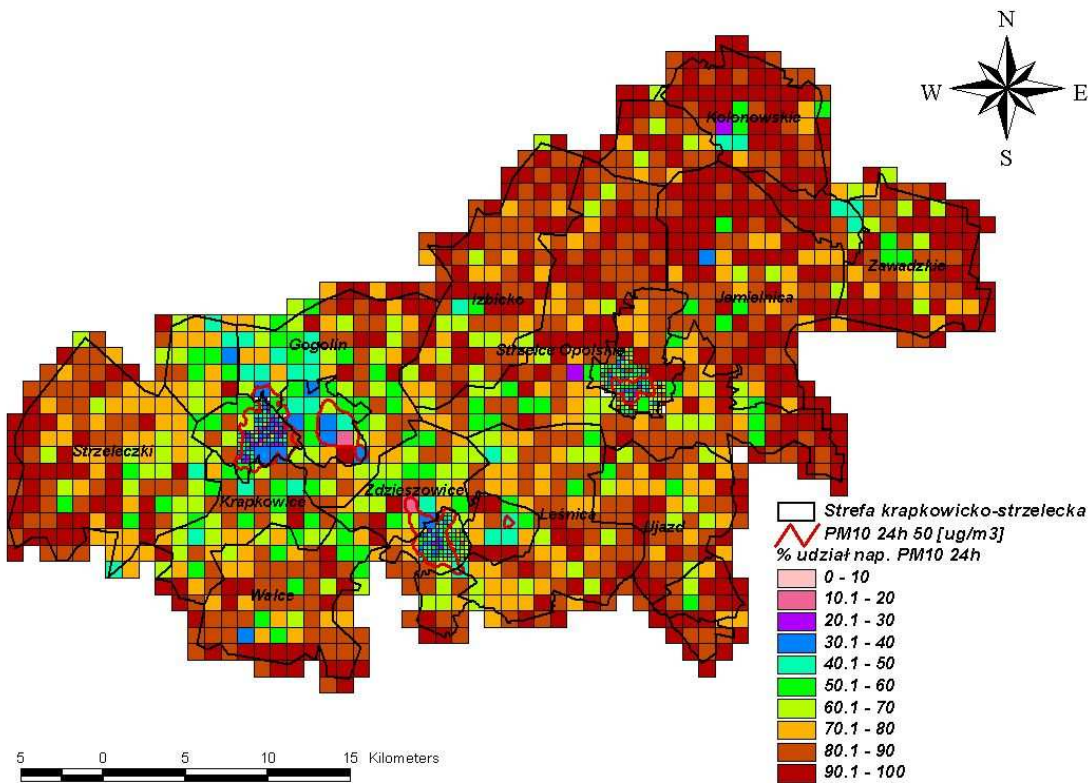 N
W E
S
Kolonowskie
Zawadzkie
Jemielnica
Izbicko
Strzelce Opolskie
Gogolin
Strzeleczki
Krapkowice
Zdzieszowice
Leśnica
Ujazd
Walce
Strefa krapkowicko-strzelecka
PM10 24h 50 [ug/m3]
% udział nap. PM10 24h
0 - 10
10.1 - 20
20.1 - 30
30.1 - 40
40.1 - 50
50.1 - 60
60.1 - 70
70.1 - 80
80.1 - 90
90.1 - 100
5 0 5 10 15 Kilometers